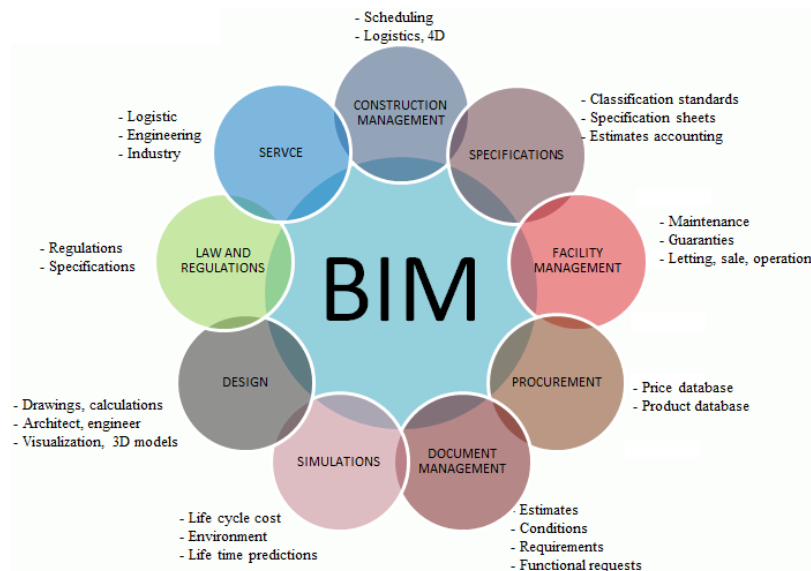 - Scheduling
- Logistics, 4D
CONSTRUCTION
MANAGEMENT
- Classification standards
- Specification sheets
- Estimates accounting
SPECIFICATIONS
- Maintenance
- Guaranties
- Letting, sale, operation
FACILITY
MANAGEMENT
- Price database
- Product database
PROCUREMENT
- Estimates
- Conditions
- Requirements
- Functional requests
DOCUMENT
MANAGEMENT
- Life cycle cost
- Environment
- Life time predictions
SIMULATIONS
- Drawings, calculations
- Architect, engineer
- Visualization, 3D models
DESIGN
- Regulations
- Specifications
LAW AND
REGULATIONS
- Logistic
- Engineering
- Industry
SERVCE
BIM